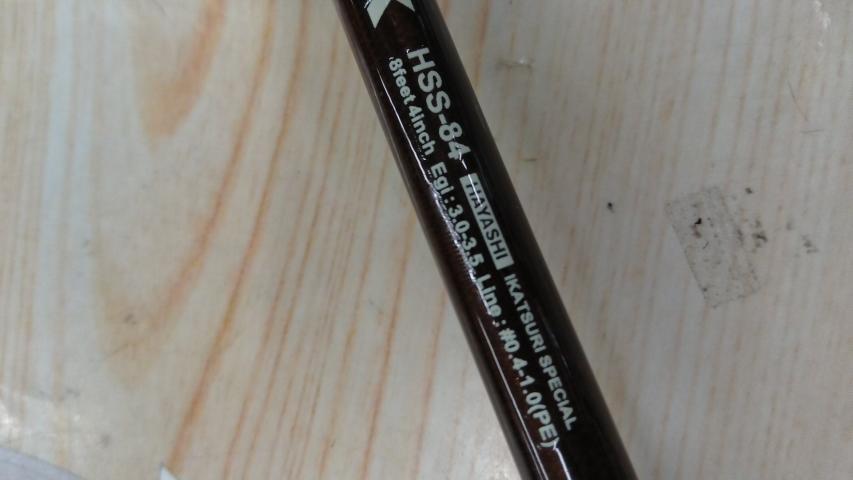 HSS-84 HAYASHI IKATSURI SPECIAL
8feet 4inch Egi : 3.0-3.5 Line : #0.4-1.0(PE)